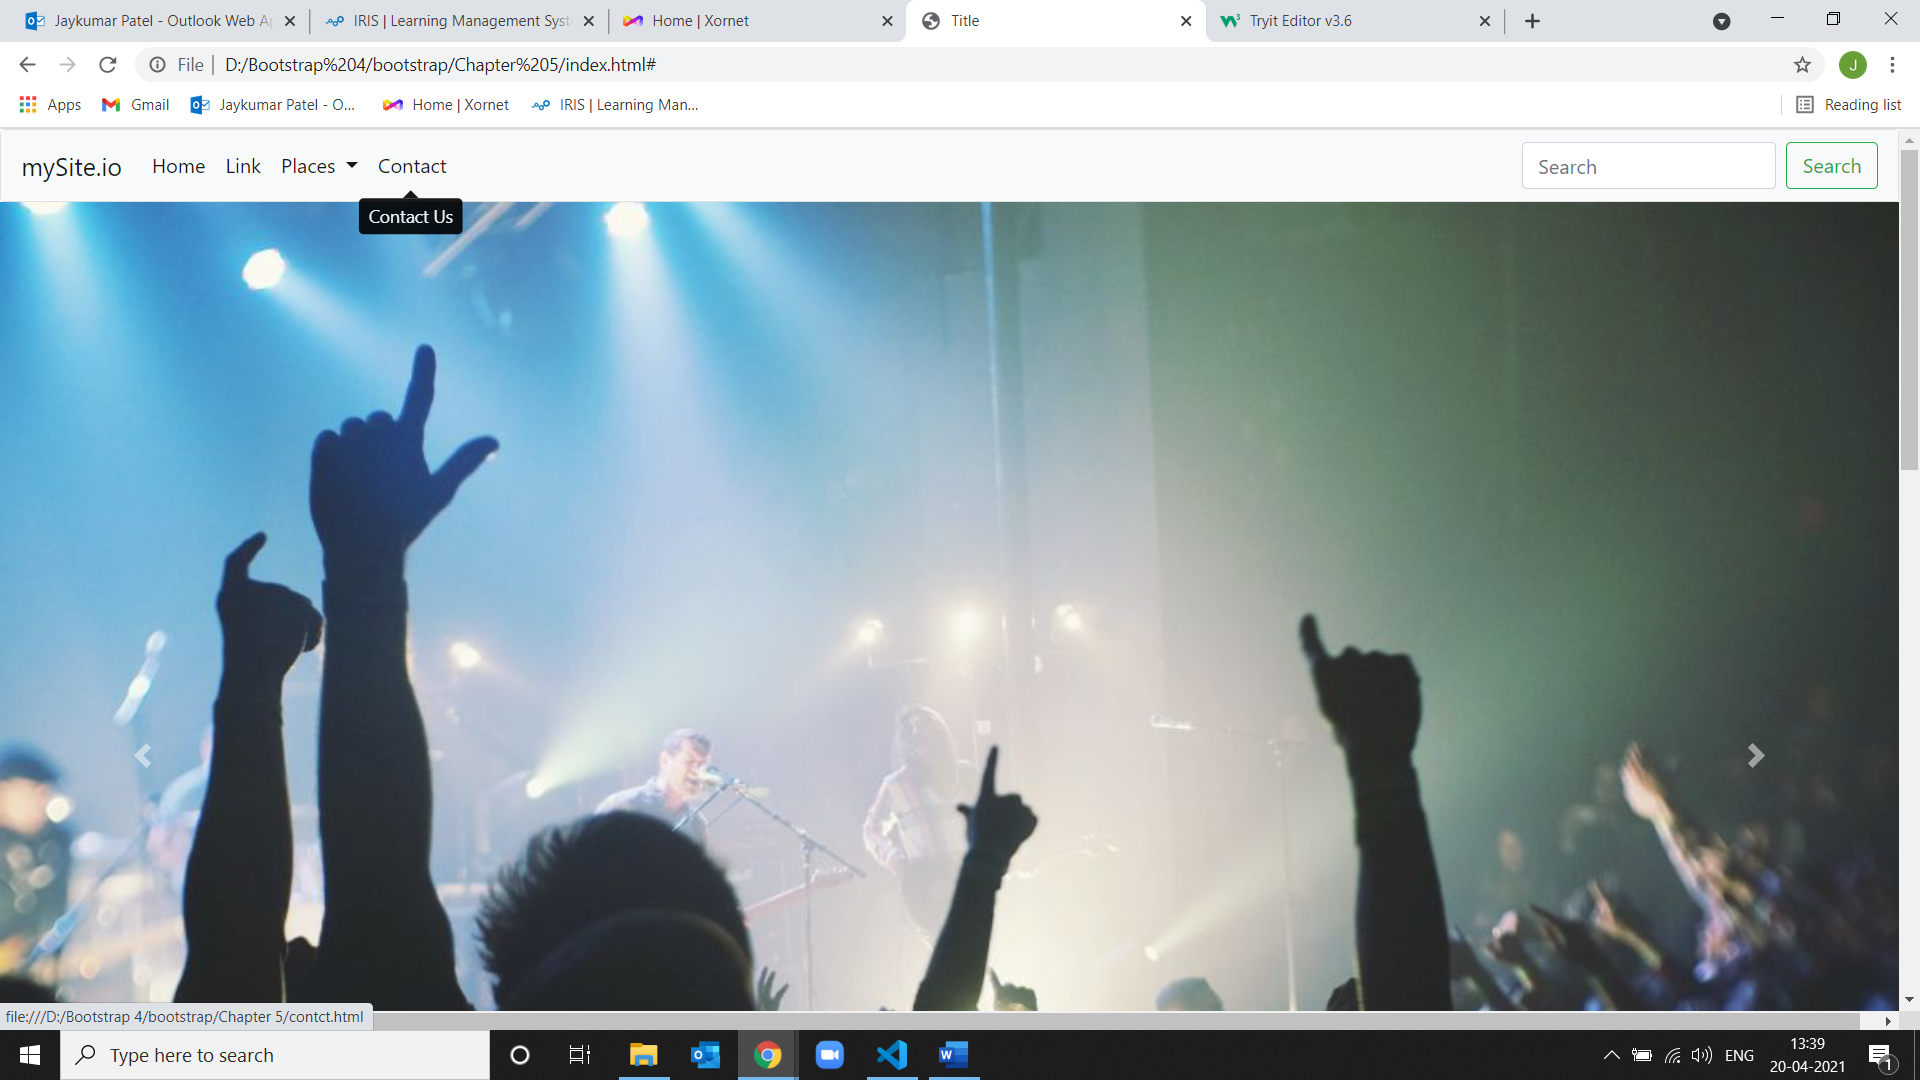 Jaykumar Patel - Outlook Web Ap
IRIS | Learning Management Syst
Home | Xornet
Title
Tryit Editor v3.6
File
D:/Bootstrap%204/bootstrap/Chapter%205/index.html#
J
Apps
Gmail
Jaykumar Patel - O...
Home | Xornet
IRIS | Learning Man...
Reading list
mySite.io
Home
Link
Places
Contact
Search
Search
Contact Us
file:///D:/Bootstrap 4/bootstrap/Chapter 5/contct.html
Type here to search
ENG
13:39
20-04-2021
1